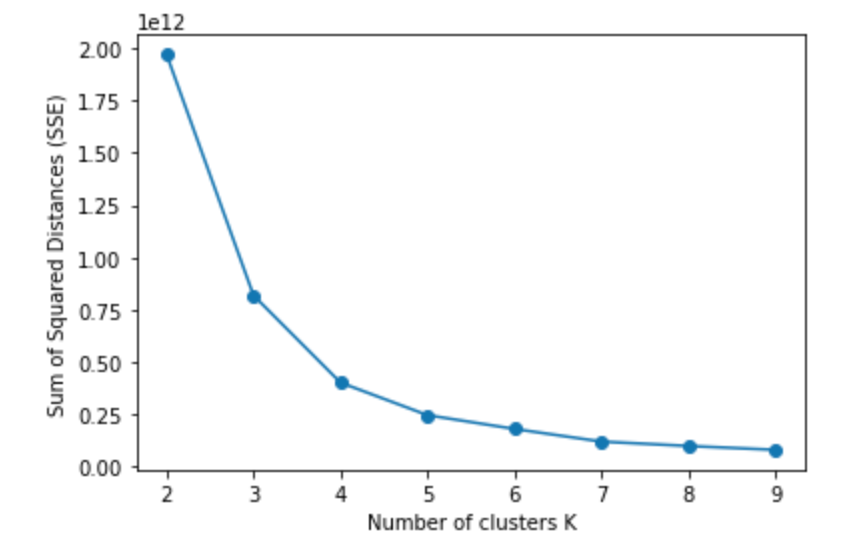 1e12
2.00
1.75
1.50
1.25
1.00
0.75
0.50
0.25
0.00
Sum of Squared Distances (SSE)
2 3 4 5 6 7 8 9
Number of clusters K